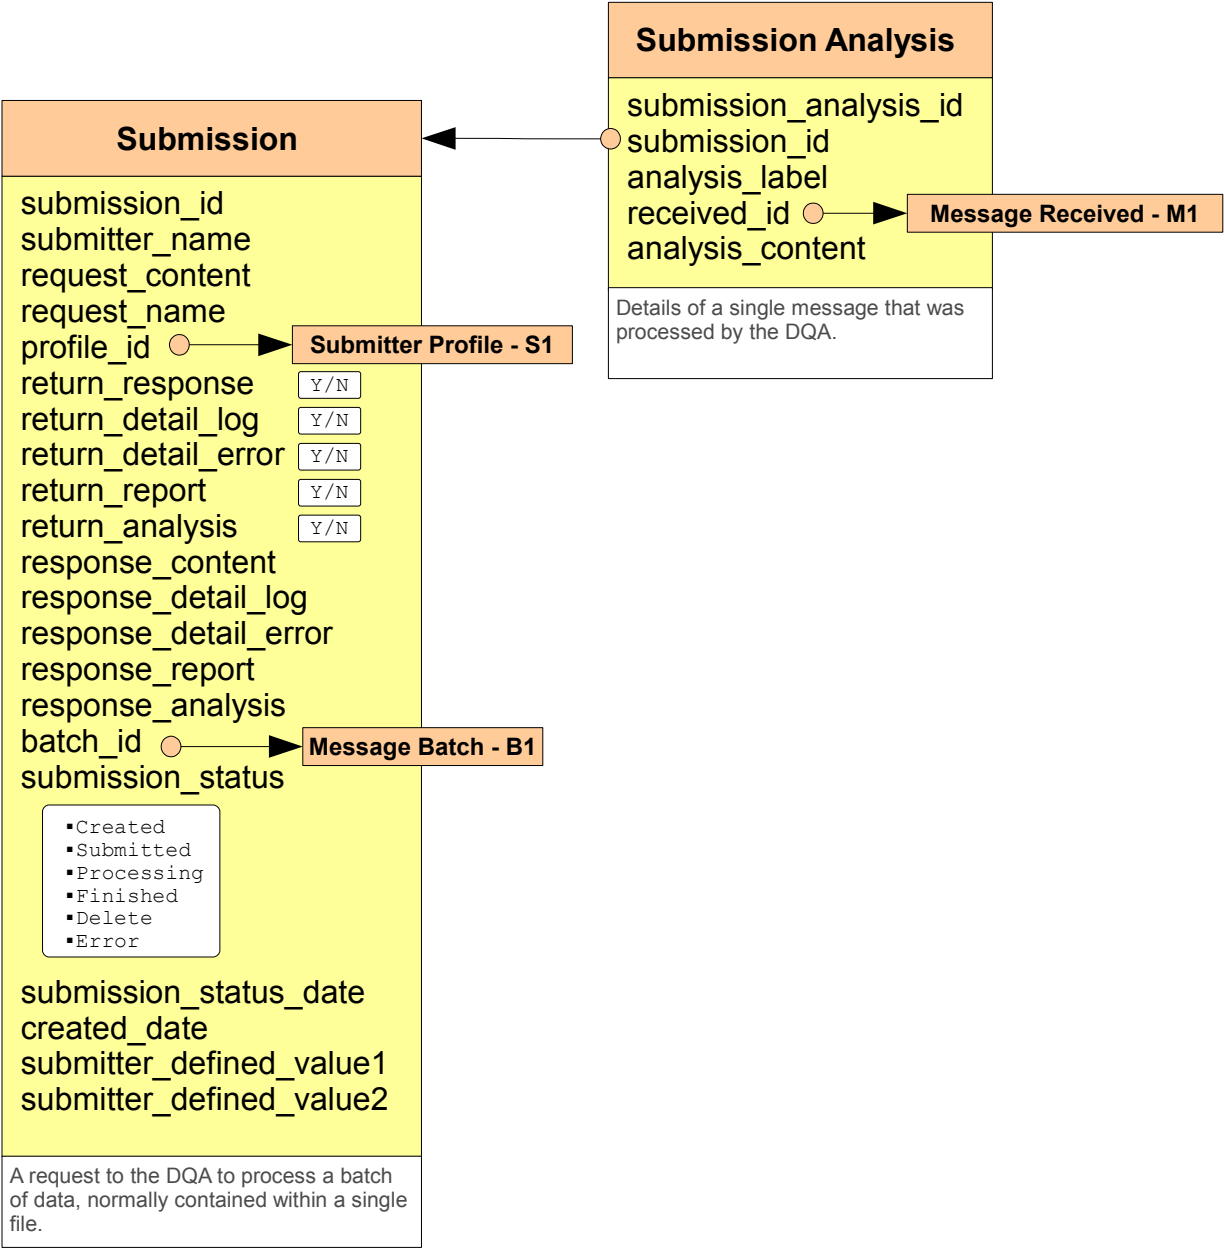 Submission Analysis
submission_analysis_id
submission_id
analysis_label
received_id
Message Received - M1
analysis_content
Details of a single message that was
processed by the DQA.
Submission
submission_id
submitter_name
request_content
request_name
profile_id
Submitter Profile - S1
return_response Y/N
return_detail_log Y/N
return_detail_error Y/N
return_report Y/N
return_analysis Y/N
response_content
response_detail_log
response_detail_error
response_report
response_analysis
batch_id
Message Batch - B1
submission_status
▪Created
▪Submitted
▪Processing
▪Finished
▪Delete
▪Error
submission_status_date
created_date
submitter_defined_value1
submitter_defined_value2
A request to the DQA to process a batch
of data, normally contained within a single
file.